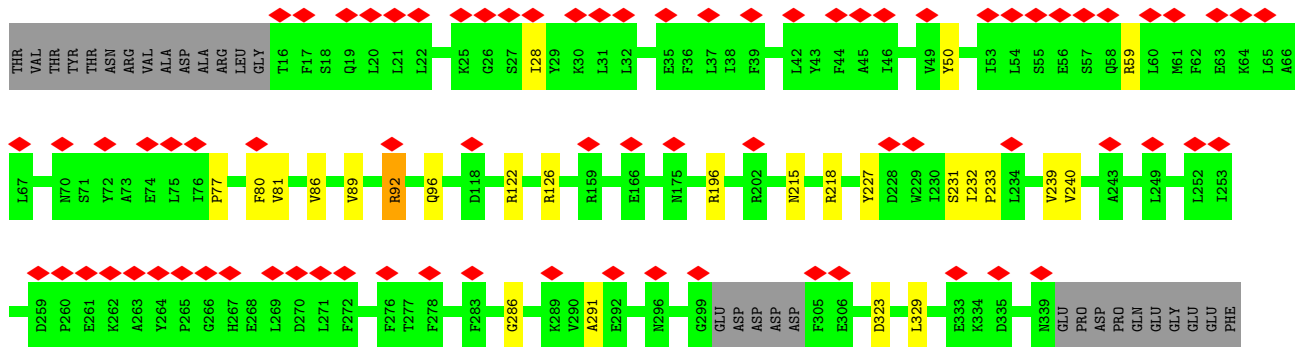 THR VAL THR TYR THR ASN ARG VAL ALA ASP ALA ARG LEU GLY T16 F17 S18 Q19 L20 L21 L22 K25 G26 S27 I28 Y29 K30 L31 L32 E35 F36 L37 I38 F39 L42 Y43 F44 A45 I46 V49 Y50 I53 L54 S55 E56 S57 Q58 R59 L60 M61 F62 E63 K64 L65 A66
L67 N70 S71 Y72 A73 E74 L75 I76 P77 F80 V81 V86 V89 R92 Q96 D118 R122 R126 R159 E166 N175 R196 R202 N215 R218 Y227 D228 W229 I230 S231 I232 P233 L234 V239 V240 A243 L249 L252 I253
D259 P260 E261 K262 A263 Y264 P265 G266 H267 E268 L269 D270 L271 F272 F276 T277 F278 F283 G286 K289 V290 A291 E292 N296 G299 GLU ASP ASP ASP ASP F305 E306 D323 L329 E333 K334 D335 N339 GLU PRO ASP PRO GLN GLU GLY GLU GLU PHE